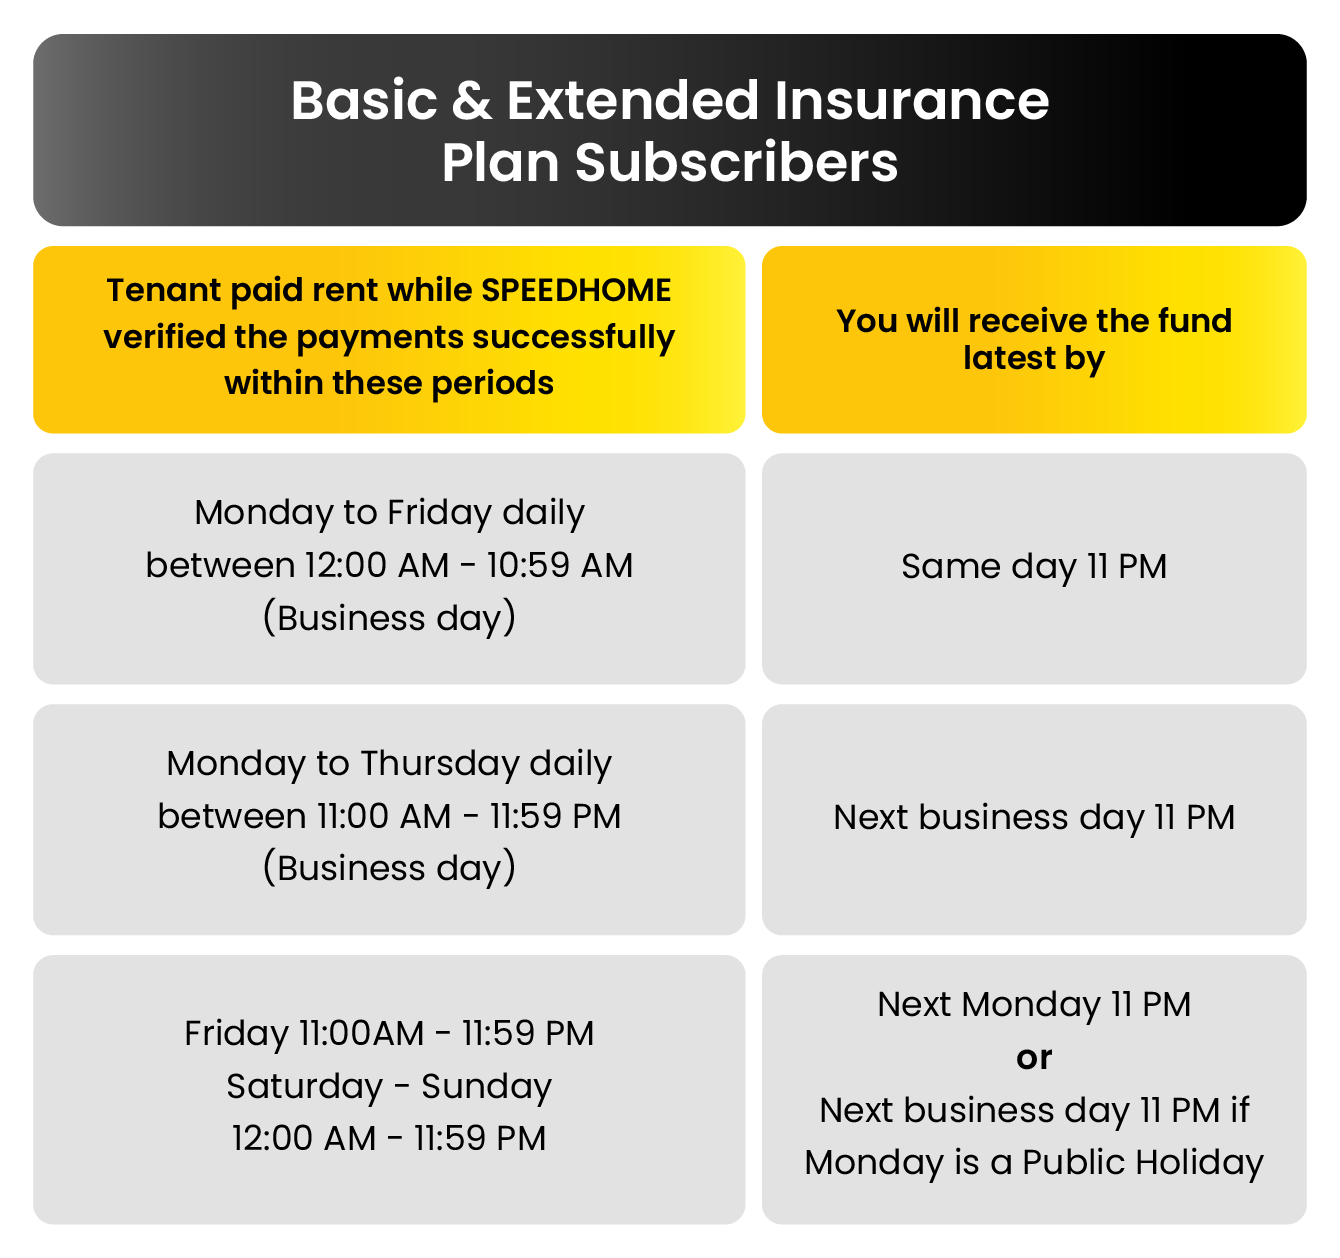 Basic & Extended Insurance
Plan Subscribers
Tenant paid rent while SPEEDHOME
verified the payments successfully
within these periods
You will receive the fund
latest by
Monday to Friday daily
between 12:00 AM - 10:59 AM
(Business day)
Same day 11 PM
Monday to Thursday daily
between 11:00 AM - 11:59 PM
(Business day)
Next business day 11 PM
Friday 11:00AM - 11:59 PM
Saturday - Sunday
12:00 AM - 11:59 PM
Next Monday 11 PM
or
Next business day 11 PM if
Monday is a Public Holiday